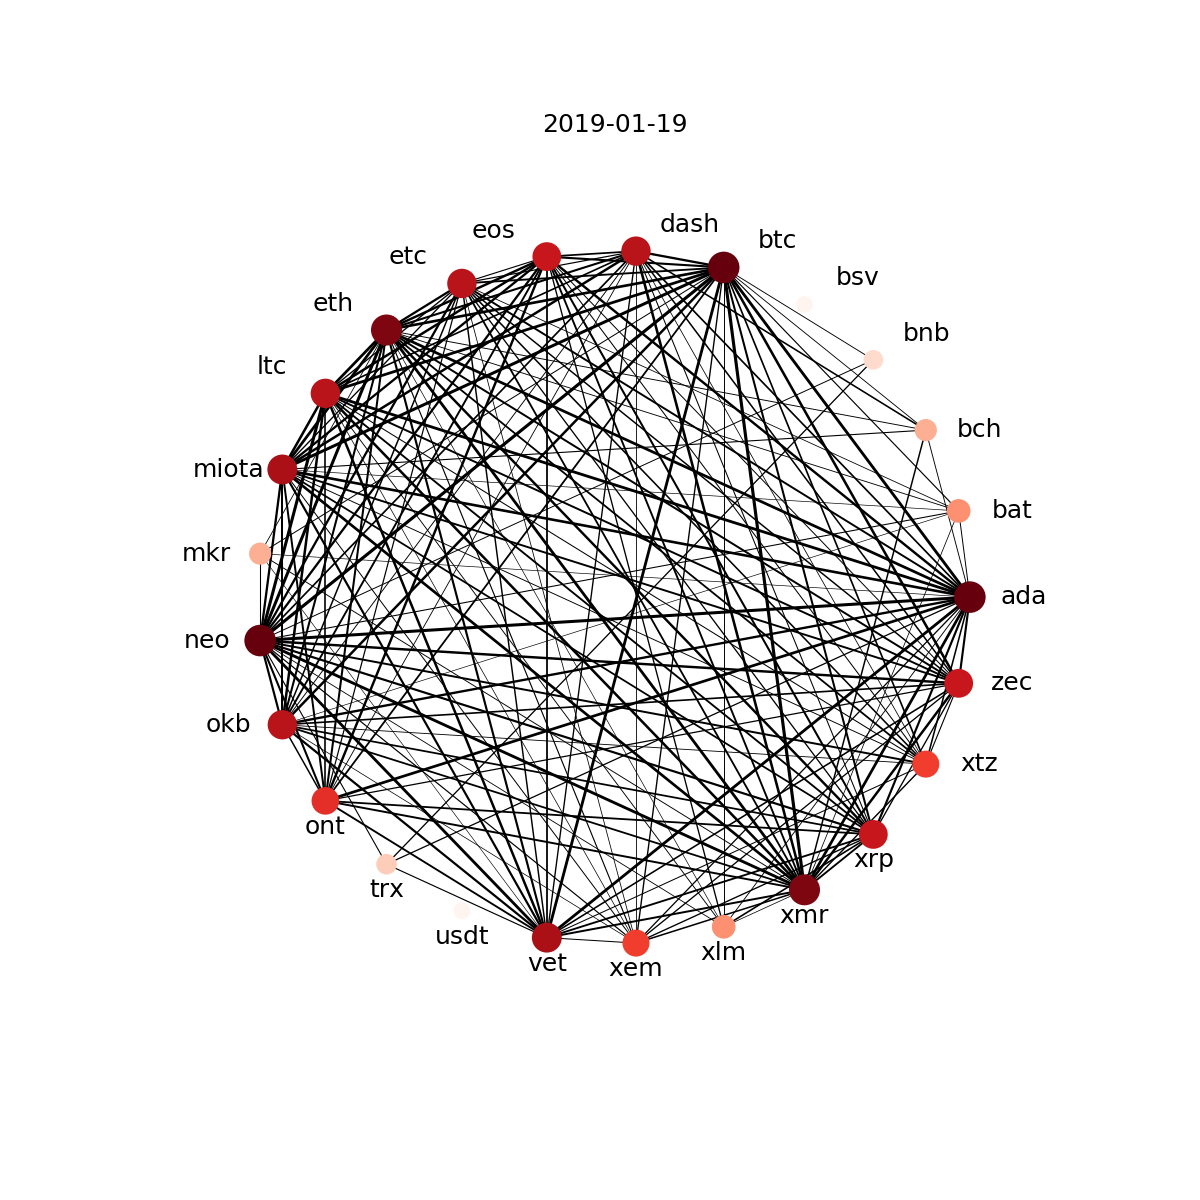 2019-01-19
dash
eos
btc
etc
bsv
eth
bnb
ltc
bch
miota
bat
mkr
ada
neo
zec
okb
xtz
ont
xrp
trx
xmr
usdt
xlm
vet
xem